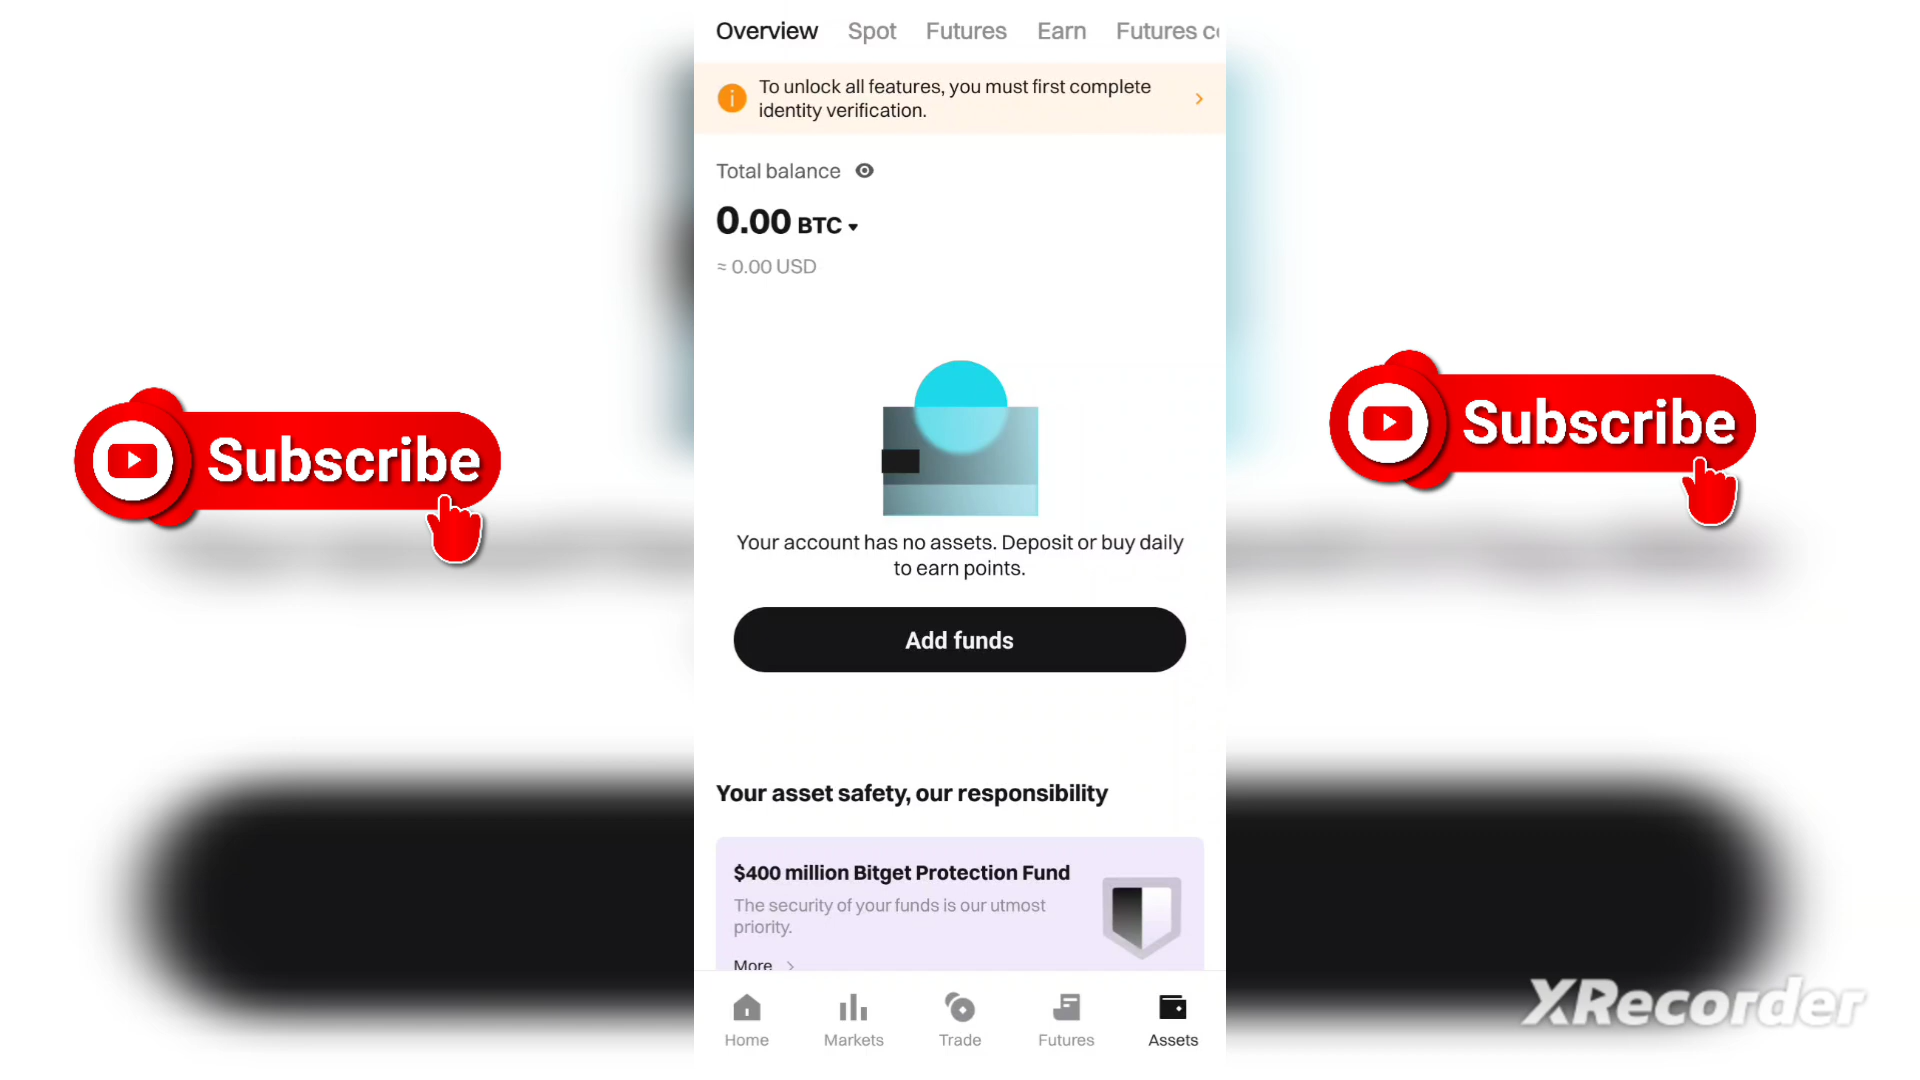 Overview Spot Futures Earn Futures c
To unlock all features, you must first complete
identity verification.
Total balance
0.00 BTC
≈ 0.00 USD
Subscribe
Subscribe
Your account has no assets. Deposit or buy daily
to earn points.
Add funds
Your asset safety, our responsibility
$400 million Bitget Protection Fund
The security of your funds is our utmost
priority.
More
Home Markets Trade Futures Assets
XRecorder